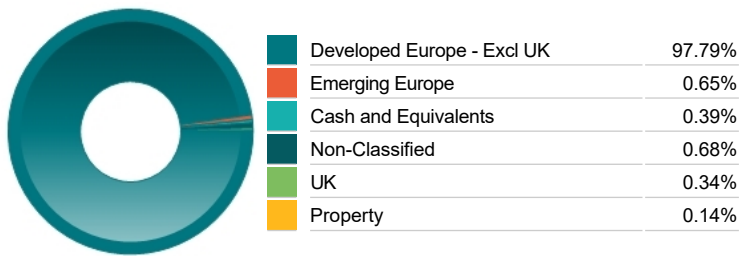 Developed Europe - Excl UK 97.79%
Emerging Europe 0.65%
Cash and Equivalents 0.39%
Non-Classified 0.68%
UK 0.34%
Property 0.14%